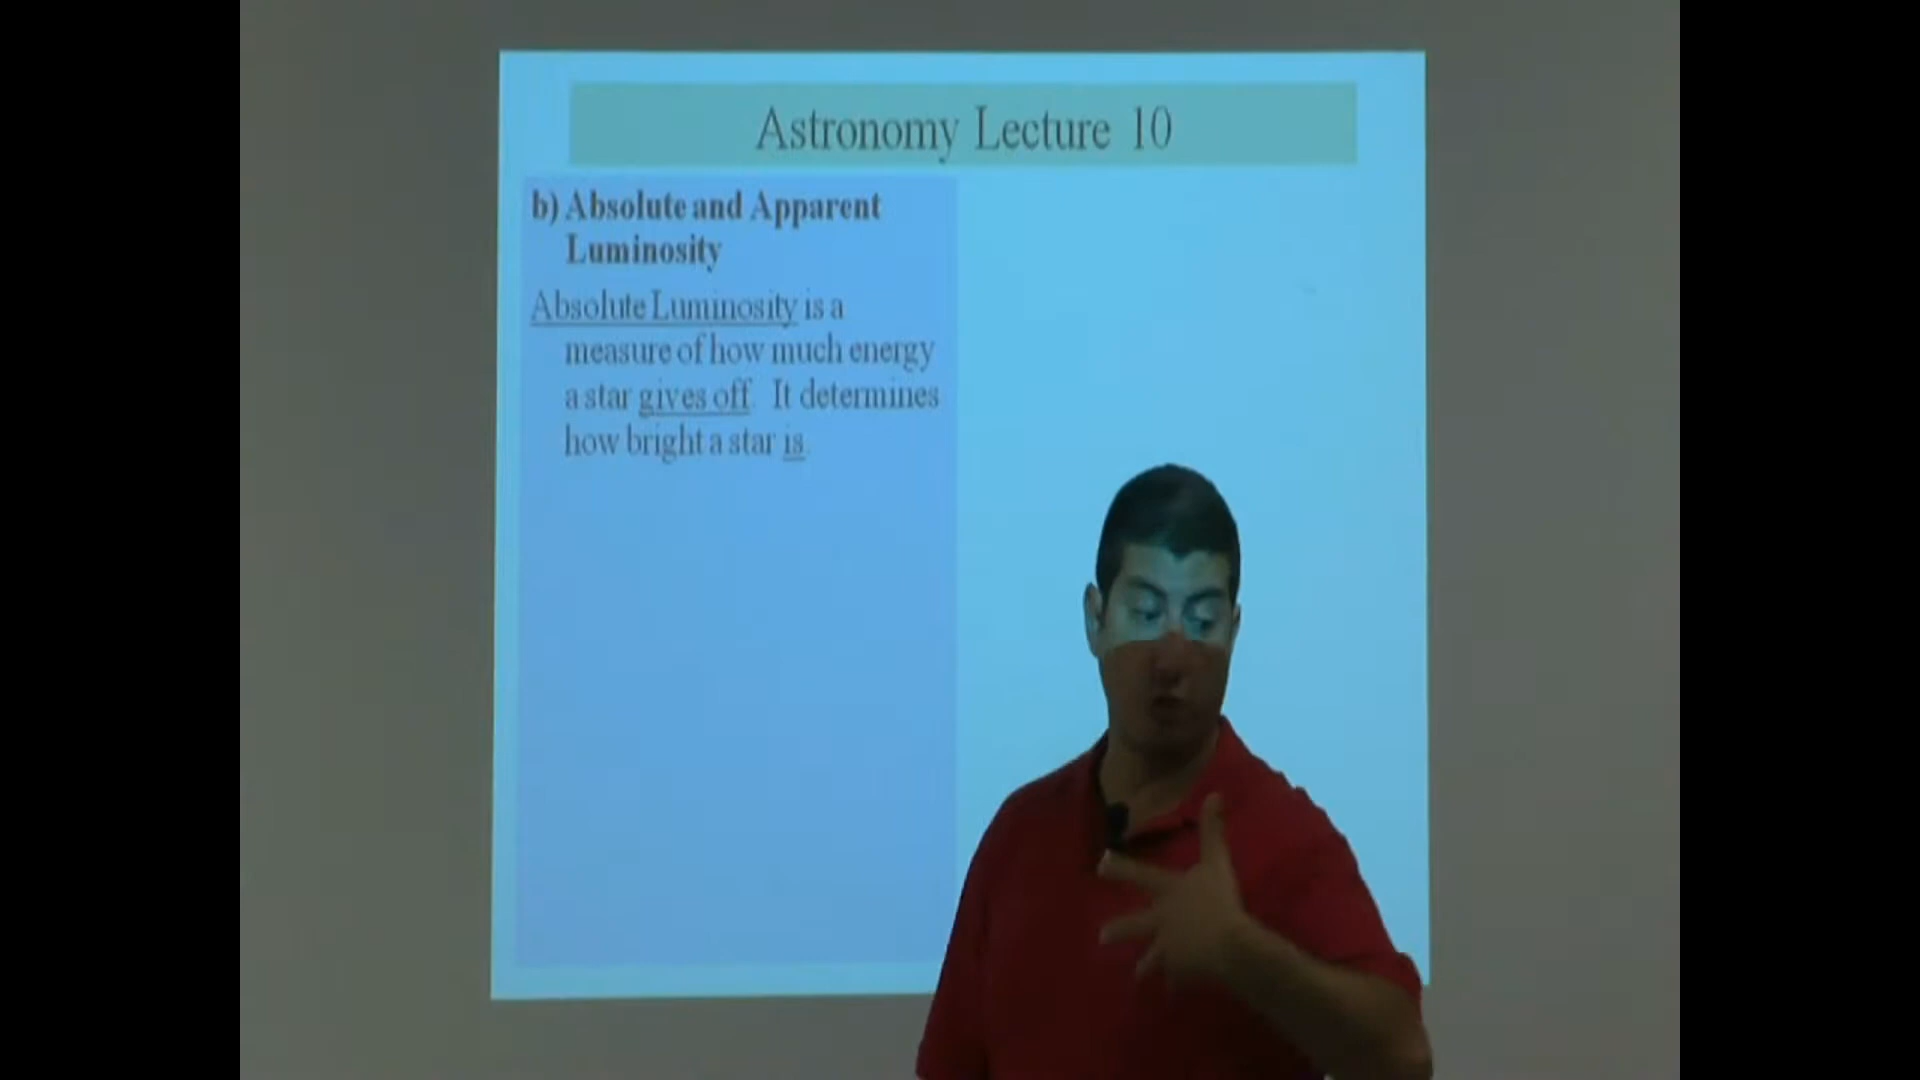 Astronomy Lecture 10
b) Absolute and Apparent
Luminosity
Absolute Luminosity is a
measure of how much energy
a star gives off. It determines
how bright a star is.